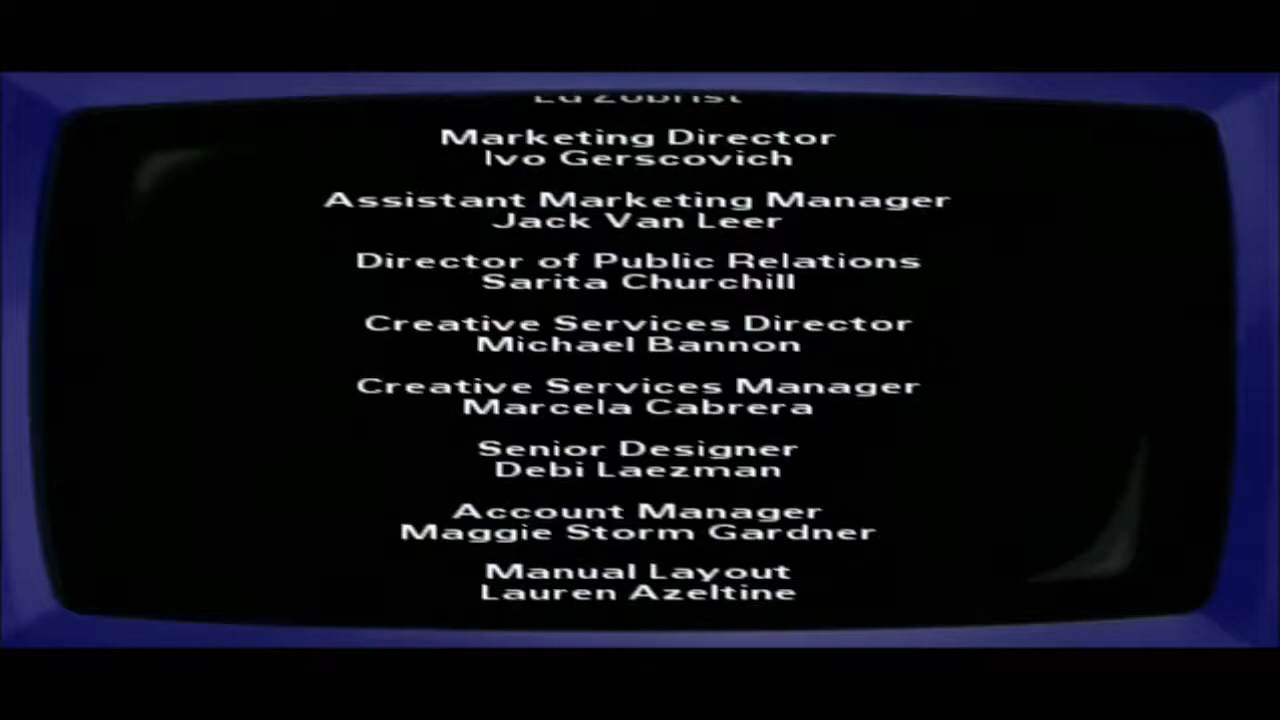 Ed Zobrist
Marketing Director
Ivo Gerscovich
Assistant Marketing Manager
Jack Van Leer
Director of Public Relations
Sarita Churchill
Creative Services Director
Michael Bannon
Creative Services Manager
Marcela Cabrera
Senior Designer
Debi Laezman
Account Manager
Maggie Storm Gardner
Manual Layout
Lauren Azeltine